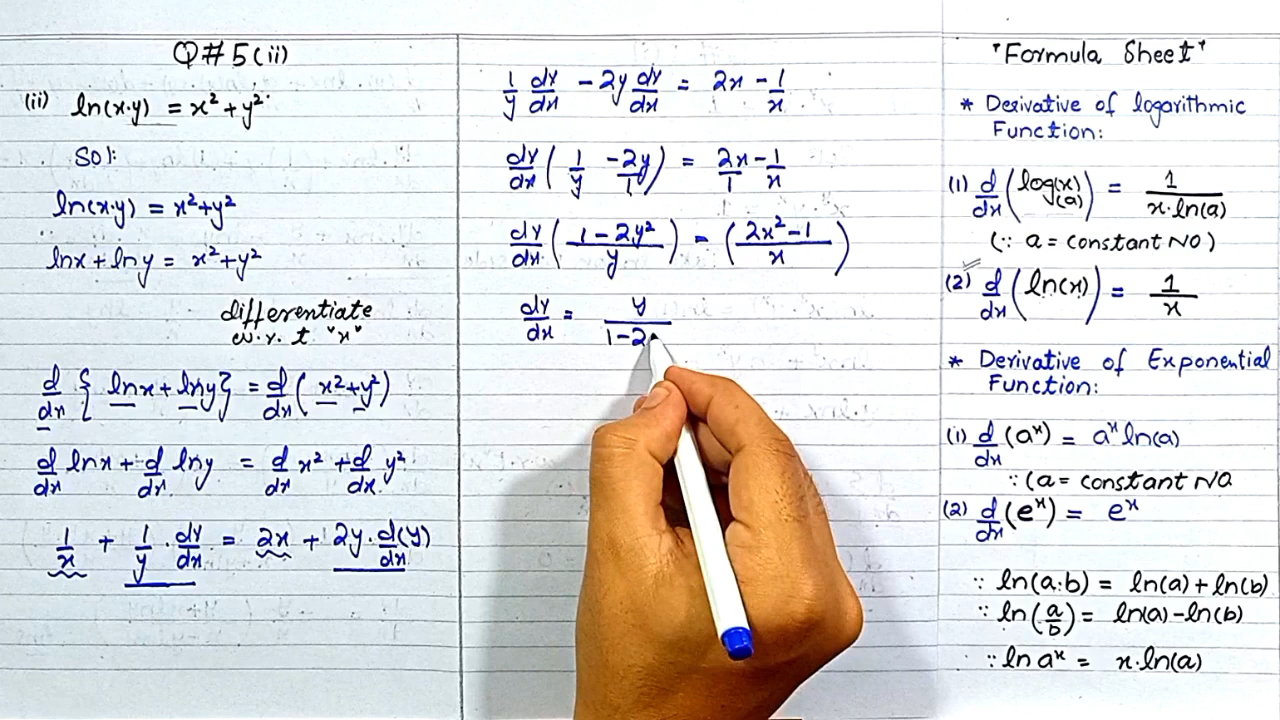 Q#5(ii)
(ii) ln(x·y) = x² + y²
Sol:
ln(x·y) = x² + y²
lnx + lny = x² + y²
differentiate
w.r.t "x"
d/dx { lnx + lny } = d/dx (x² + y²)
d/dx lnx + d/dx lny = d/dx x² + d/dx y²
1/x + 1/y · dy/dx = 2x + 2y · d/dx (y)
1/y dy/dx - 2y dy/dx = 2x - 1/x
dy/dx ( 1/y - 2y/1 ) = 2x/1 - 1/x
dy/dx ( 1 - 2y² / y ) = ( 2x² - 1 / x )
dy/dx = y / 1 - 2
"Formula Sheet"
* Derivative of logarithmic
Function:
(1) d/dx ( log(x) (a) ) = 1 / x·ln(a)
(∵ a = constant NO)
(2) d/dx ( ln(x) ) = 1/x
* Derivative of Exponential
Function:
(1) d/dx (aˣ) = aˣ ln(a)
∵ (a = constant NO
(2) d/dx (eˣ) = eˣ
∵ ln(a·b) = ln(a) + ln(b)
∵ ln(a/b) = ln(a) - ln(b)
∵ ln aˣ = x·ln(a)